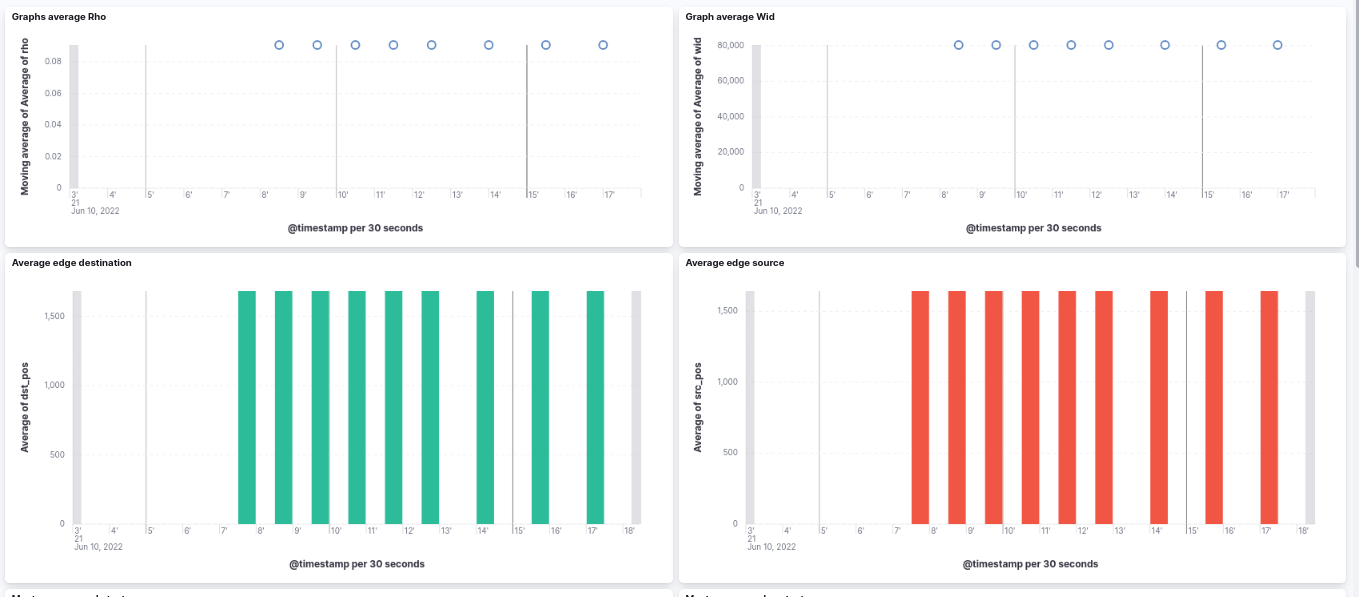 Graphs average Rho
Moving average of Average of rho
0.08
0.06
0.04
0.02
0
3' 4' 5' 6' 7' 8' 9' 10' 11' 12' 13' 14' 15' 16' 17'
21
Jun 10, 2022
@timestamp per 30 seconds
Graph average Wid
Moving average of Average of wid
80,000
60,000
40,000
20,000
0
3' 4' 5' 6' 7' 8' 9' 10' 11' 12' 13' 14' 15' 16' 17'
21
Jun 10, 2022
@timestamp per 30 seconds
Average edge destination
Average of dst_pos
1,500
1,000
500
0
3' 4' 5' 6' 7' 8' 9' 10' 11' 12' 13' 14' 15' 16' 17' 18'
21
Jun 10, 2022
@timestamp per 30 seconds
Average edge source
Average of src_pos
1,500
1,000
500
0
3' 4' 5' 6' 7' 8' 9' 10' 11' 12' 13' 14' 15' 16' 17' 18'
21
Jun 10, 2022
@timestamp per 30 seconds